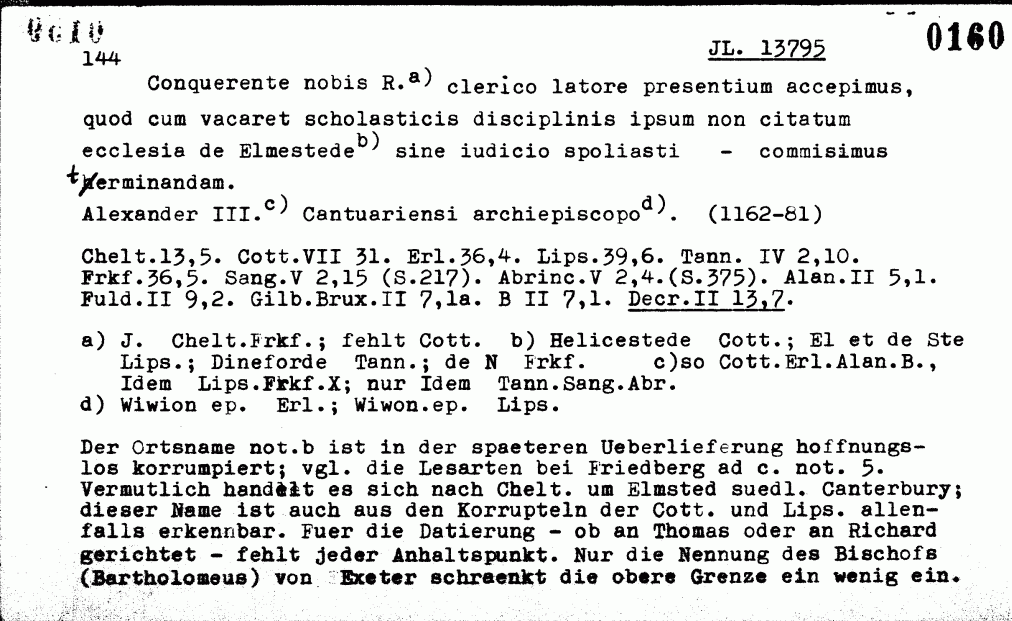 0610
JL. 13795 0160
144
Conquerente nobis R.a) clerico latore presentium accepimus,
quod cum vacaret scholasticis disciplinis ipsum non citatum
ecclesia de Elmestedeb) sine iudicio spoliasti - commisimus
terminandam.
Alexander III.c) Cantuariensi archiepiscopod). (1162-81)
Chelt.13,5. Cott.VII 31. Erl.36,4. Lips.39,6. Tann. IV 2,10.
Frkf.36,5. Sang.V 2,15 (S.217). Abrinc.V 2,4.(S.375). Alan.II 5,1.
Fuld.II 9,2. Gilb.Brux.II 7,1a. B II 7,1. Decr.II 13,7.
a) J. Chelt.Frkf.; fehlt Cott. b) Helicestede Cott.; El et de Ste
Lips.; Dineforde Tann.; de N Frkf. c)so Cott.Erl.Alan.B.,
Idem Lips.Frkf.X; nur Idem Tann.Sang.Abr.
d) Wiwion ep. Erl.; Wiwon.ep. Lips.
Der Ortsname not.b ist in der spaeteren Ueberlieferung hoffnungs-
los korrumpiert; vgl. die Lesarten bei Friedberg ad c. not. 5.
Vermutlich handelt es sich nach Chelt. um Elmsted suedl. Canterbury;
dieser Name ist auch aus den Korrupteln der Cott. und Lips. allen-
falls erkennbar. Fuer die Datierung - ob an Thomas oder an Richard
gerichtet - fehlt jeder Anhaltspunkt. Nur die Nennung des Bischofs
(Bartholomeus) von Exeter schraenkt die obere Grenze ein wenig ein.